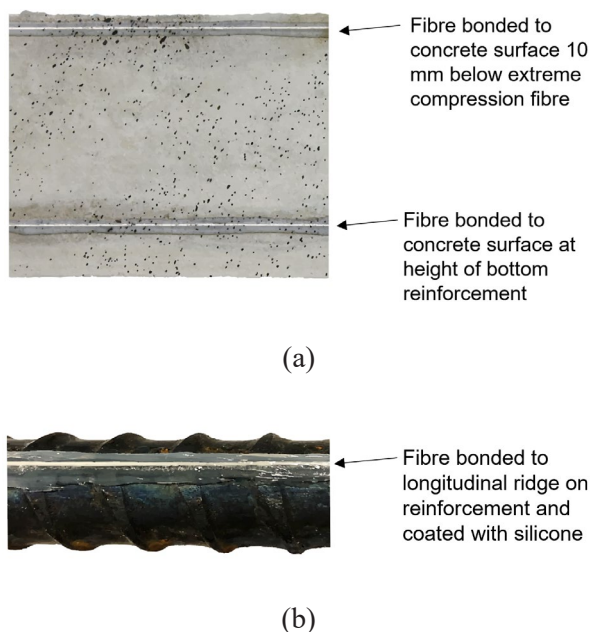 Fibre bonded to
concrete surface 10
mm below extreme
compression fibre
Fibre bonded to
concrete surface at
height of bottom
reinforcement
(a)
Fibre bonded to
longitudinal ridge on
reinforcement and
coated with silicone
(b)